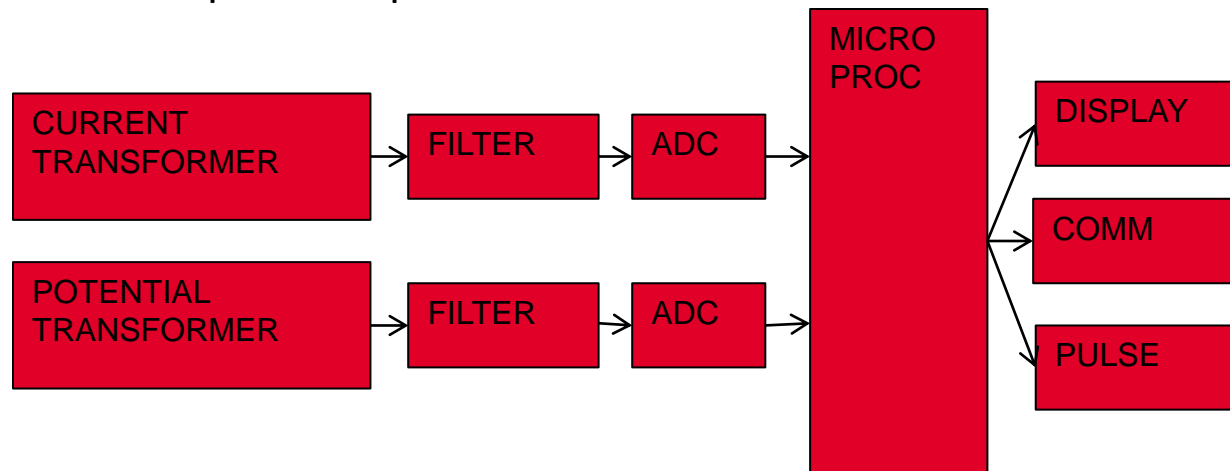 CURRENT
TRANSFORMER
FILTER
ADC
MICRO
PROC
DISPLAY
COMM
POTENTIAL
TRANSFORMER
FILTER
ADC
PULSE